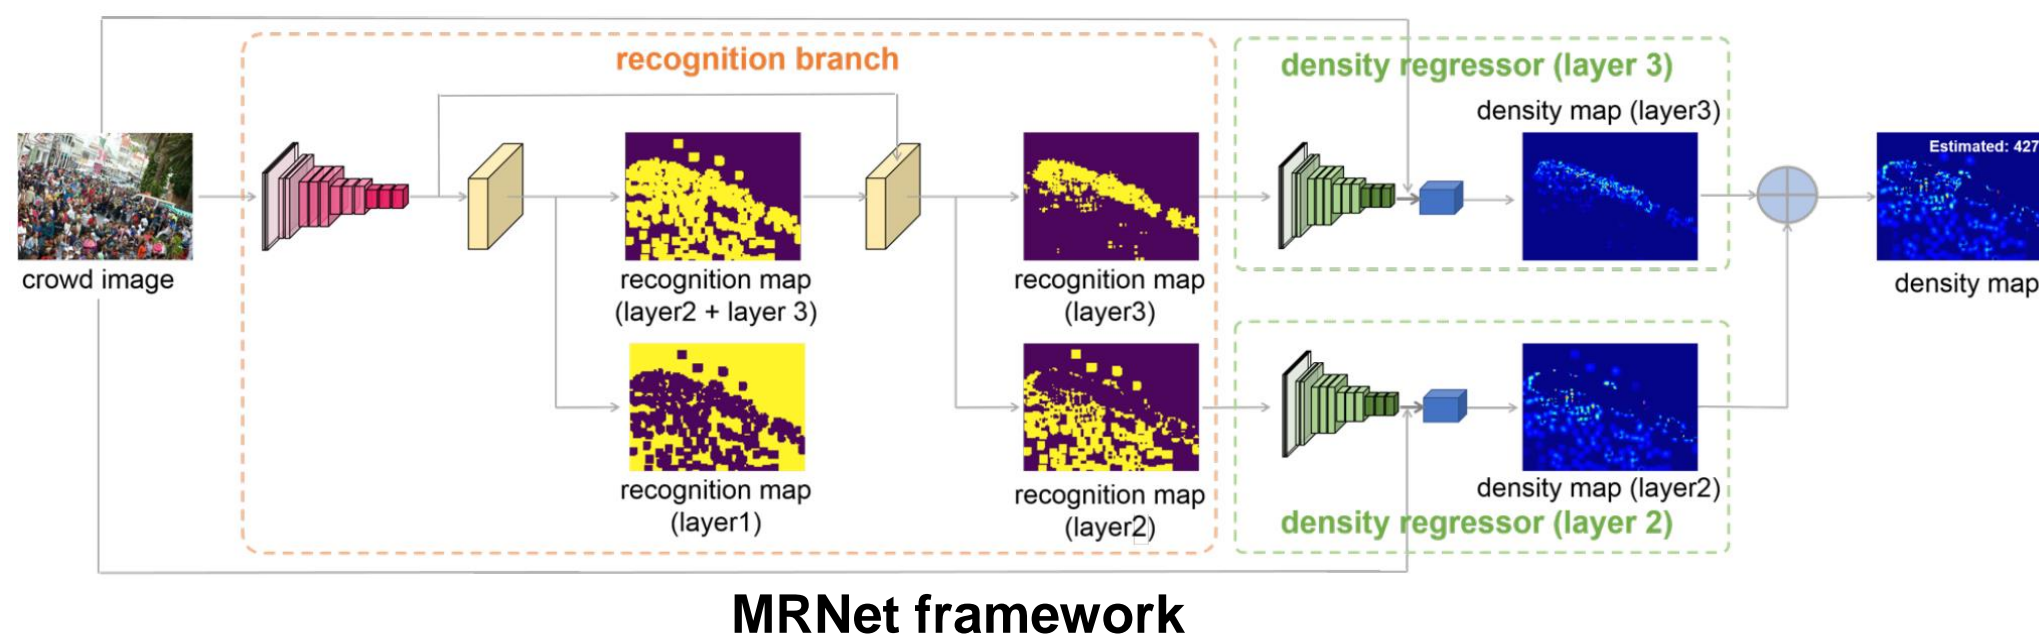 recognition branch
density regressor (layer 3)
density map (layer3)
Estimated: 427
crowd image
recognition map
(layer2 + layer 3)
recognition map
(layer3)
density map
recognition map
(layer1)
recognition map
(layer2)
density map (layer2)
density regressor (layer 2)
MRNet framework